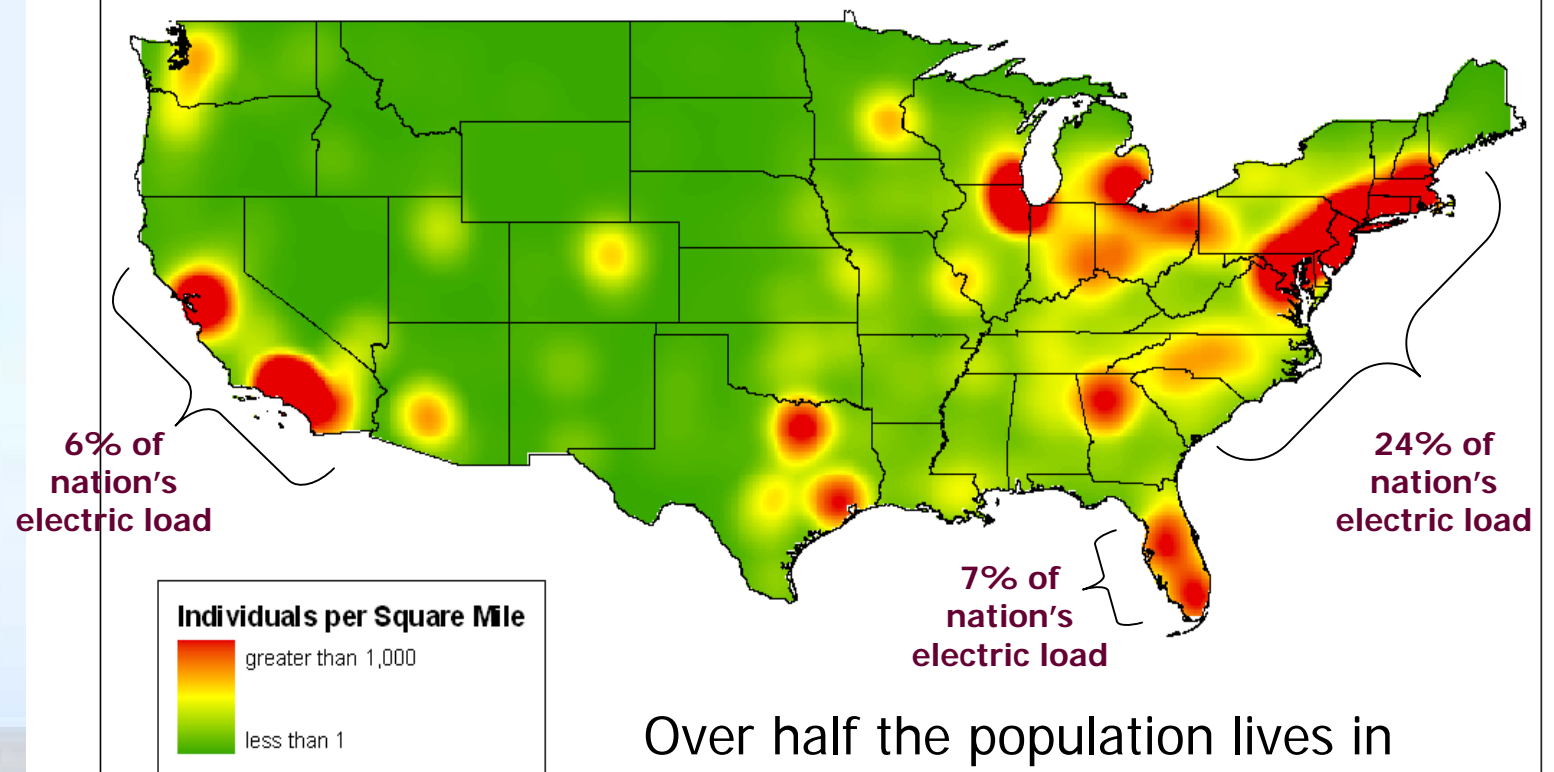 6% of
nation's
electric load
24% of
nation's
electric load
7% of
nation's
electric load
Individuals per Square Mile
greater than 1,000
less than 1
Over half the population lives in